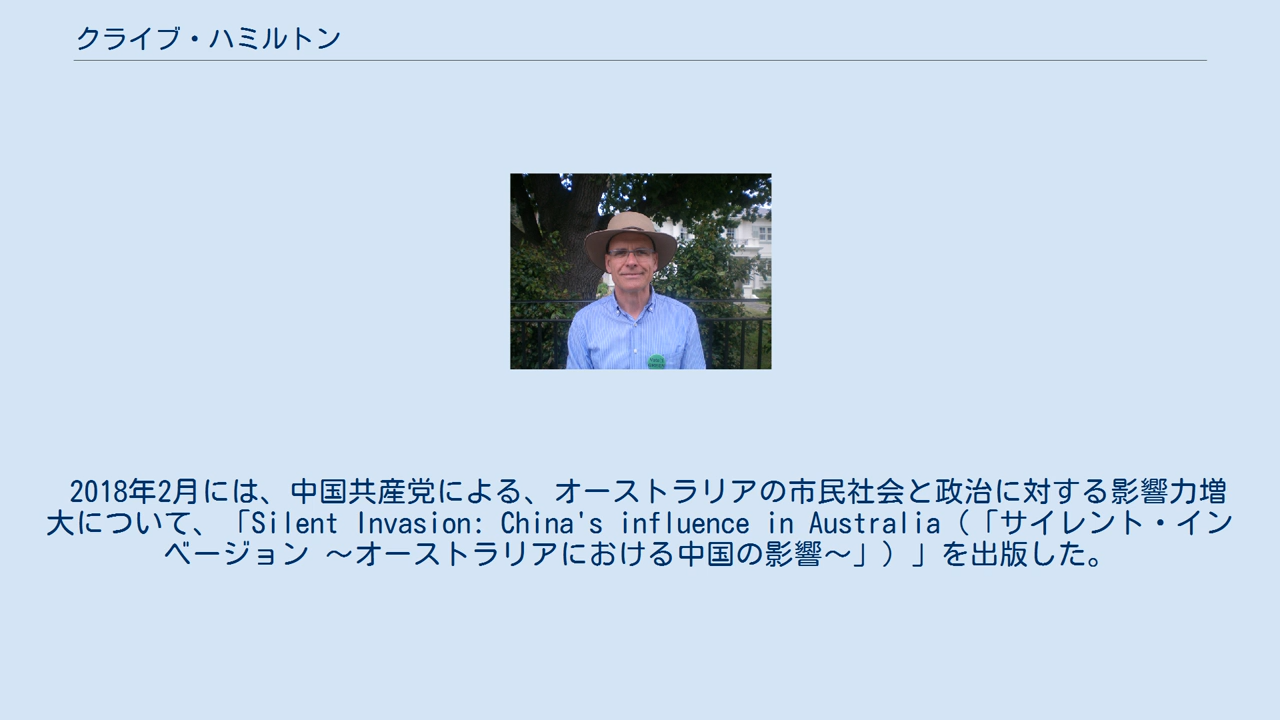 クライブ・ハミルトン
2018年2月には、中国共産党による、オーストラリアの市民社会と政治に対する影響力増
大について、「Silent Invasion: China's influence in Australia（「サイレント・イン
ベージョン ～オーストラリアにおける中国の影響～」）」を出版した。